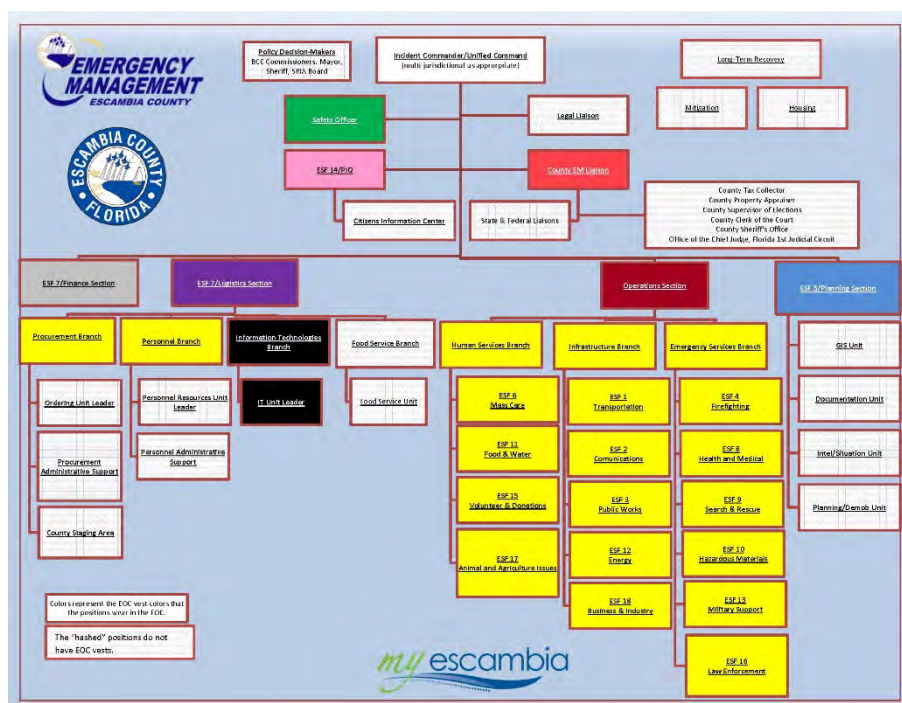 EMERGENCY
MANAGEMENT
ESCAMBIA COUNTY
ESCAMBIA COUNTY
FLORIDA
Policy Decision-Makers
BCC Commissioners, Mayor,
Sheriff, SRIA Board
Incident Commander/Unified Command
(multi-jurisdictional as appropriate)
Long-Term Recovery
Mitigation
Housing
Safety Officer
Legal Liaison
ESF 14/PIO
County EM Liaison
Citizens Information Center
State & Federal Liaisons
County Tax Collector
County Property Appraiser
County Supervisor of Elections
County Clerk of the Court
County Sheriff's Office
Office of the Chief Judge, Florida 1st Judicial Circuit
ESF 7/Finance Section
ESF 7/Logistics Section
Operations Section
ESF 5/Planning Section
Procurement Branch
Personnel Branch
Information Technologies
Branch
Food Service Branch
Human Services Branch
Infrastructure Branch
Emergency Services Branch
GIS Unit
Ordering Unit Leader
Personnel Resources Unit
Leader
IT Unit Leader
Food Service Unit
ESF 6
Mass Care
ESF 1
Transportation
ESF 4
Firefighting
Documentation Unit
Procurement
Administrative Support
Personnel Administrative
Support
ESF 11
Food & Water
ESF 2
Comunications
ESF 8
Health and Medical
Intel/Situation Unit
County Staging Area
ESF 15
Volunteer & Donations
ESF 3
Public Works
ESF 9
Search & Rescue
Planning/Demob Unit
ESF 17
Animal and Agriculture Issues
ESF 12
Energy
ESF 10
Hazardous Materials
ESF 18
Business & Industry
ESF 13
Military Support
ESF 16
Law Enforcement
Colors represent the EOC vest colors that
the positions wear in the EOC.
The "hashed" positions do not
have EOC vests.
my escambia